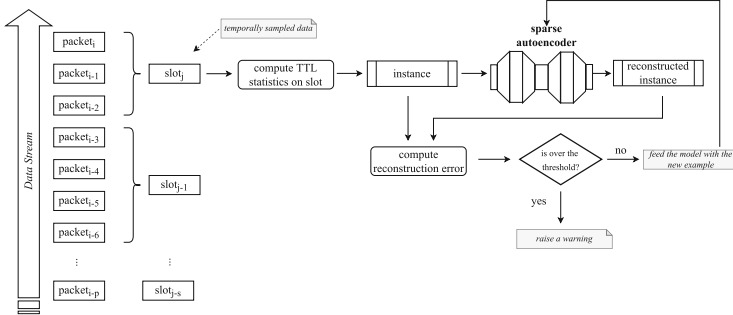 Data Stream
packet_i
packet_i-1
packet_i-2
packet_i-3
packet_i-4
packet_i-5
packet_i-6
⋮
packet_i-p
slot_j
slot_j-1
⋮
slot_j-s
temporally sampled data
compute TTL
statistics on slot
instance
sparse
autoencoder
reconstructed
instance
compute
reconstruction error
is over the
threshold?
no
feed the model with the
new example
yes
raise a warning